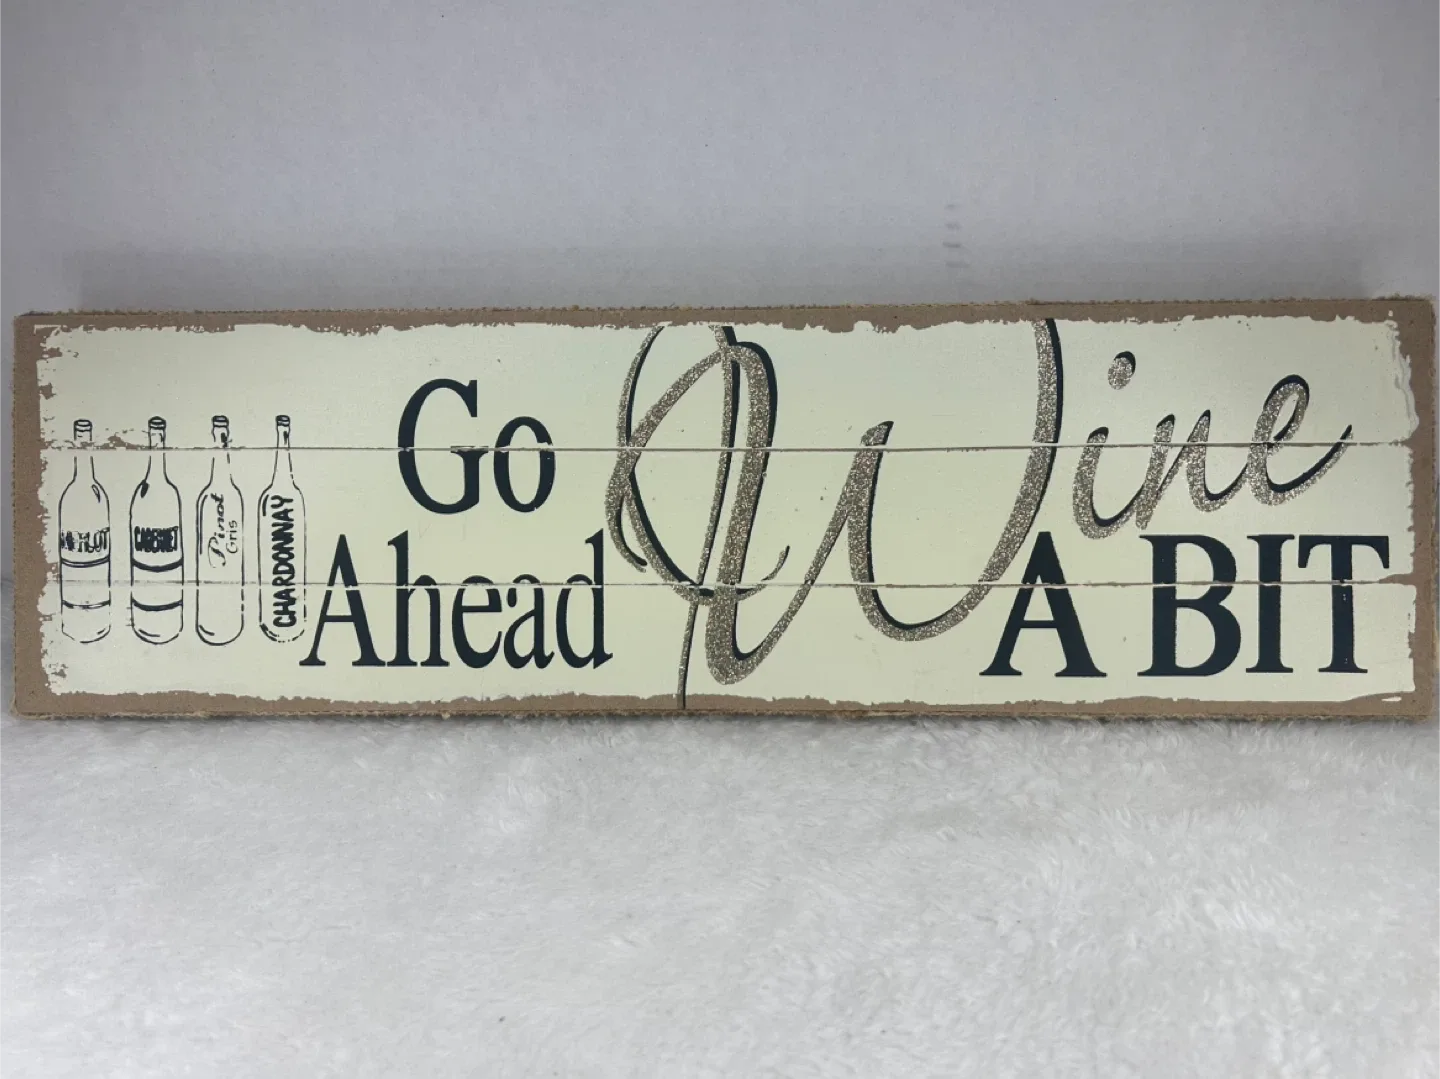 Go
Ahead
Wine
A BIT
MERLOT
CABERNET
Pinot
Gris
CHARDONNAY